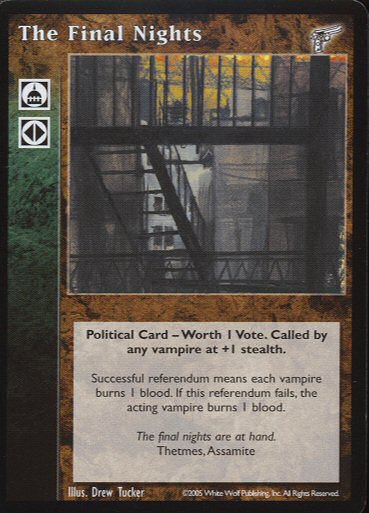 The Final Nights
Political Card – Worth 1 Vote. Called by
any vampire at +1 stealth.
Successful referendum means each vampire
burns 1 blood. If this referendum fails, the
acting vampire burns 1 blood.
The final nights are at hand.
Thetmes, Assamite
Illus. Drew Tucker
©2005 White Wolf Publishing, Inc. All Rights Reserved.